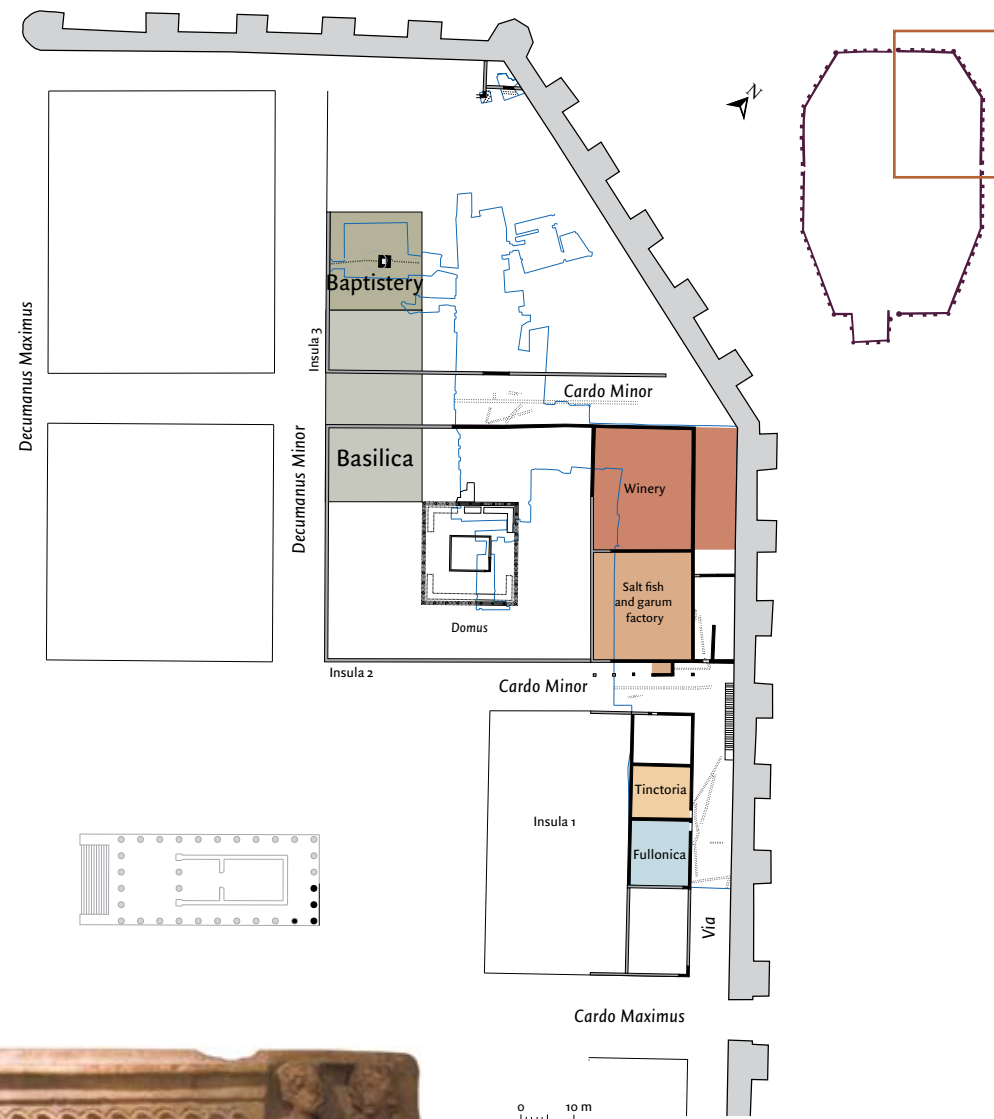 N
Decumanus Maximus
Baptistery
Insula 3
Cardo Minor
Decumanus Minor
Basilica
Winery
Salt fish
and garum
factory
Domus
Insula 2
Cardo Minor
Tinctoria
Insula 1
Fullonica
Via
Cardo Maximus
0 10 m